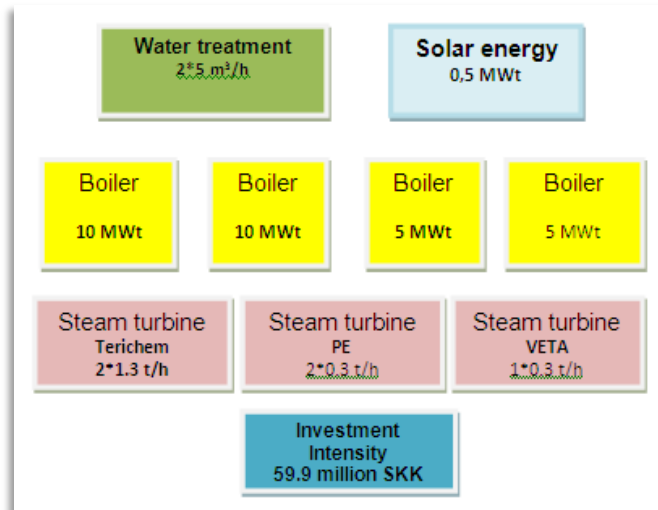 Water treatment
2*5 m³/h
Solar energy
0,5 MWt
Boiler
10 MWt
Boiler
10 MWt
Boiler
5 MWt
Boiler
5 MWt
Steam turbine
Terichem
2*1.3 t/h
Steam turbine
PE
2*0.3 t/h
Steam turbine
VETA
1*0.3 t/h
Investment
Intensity
59.9 million SKK